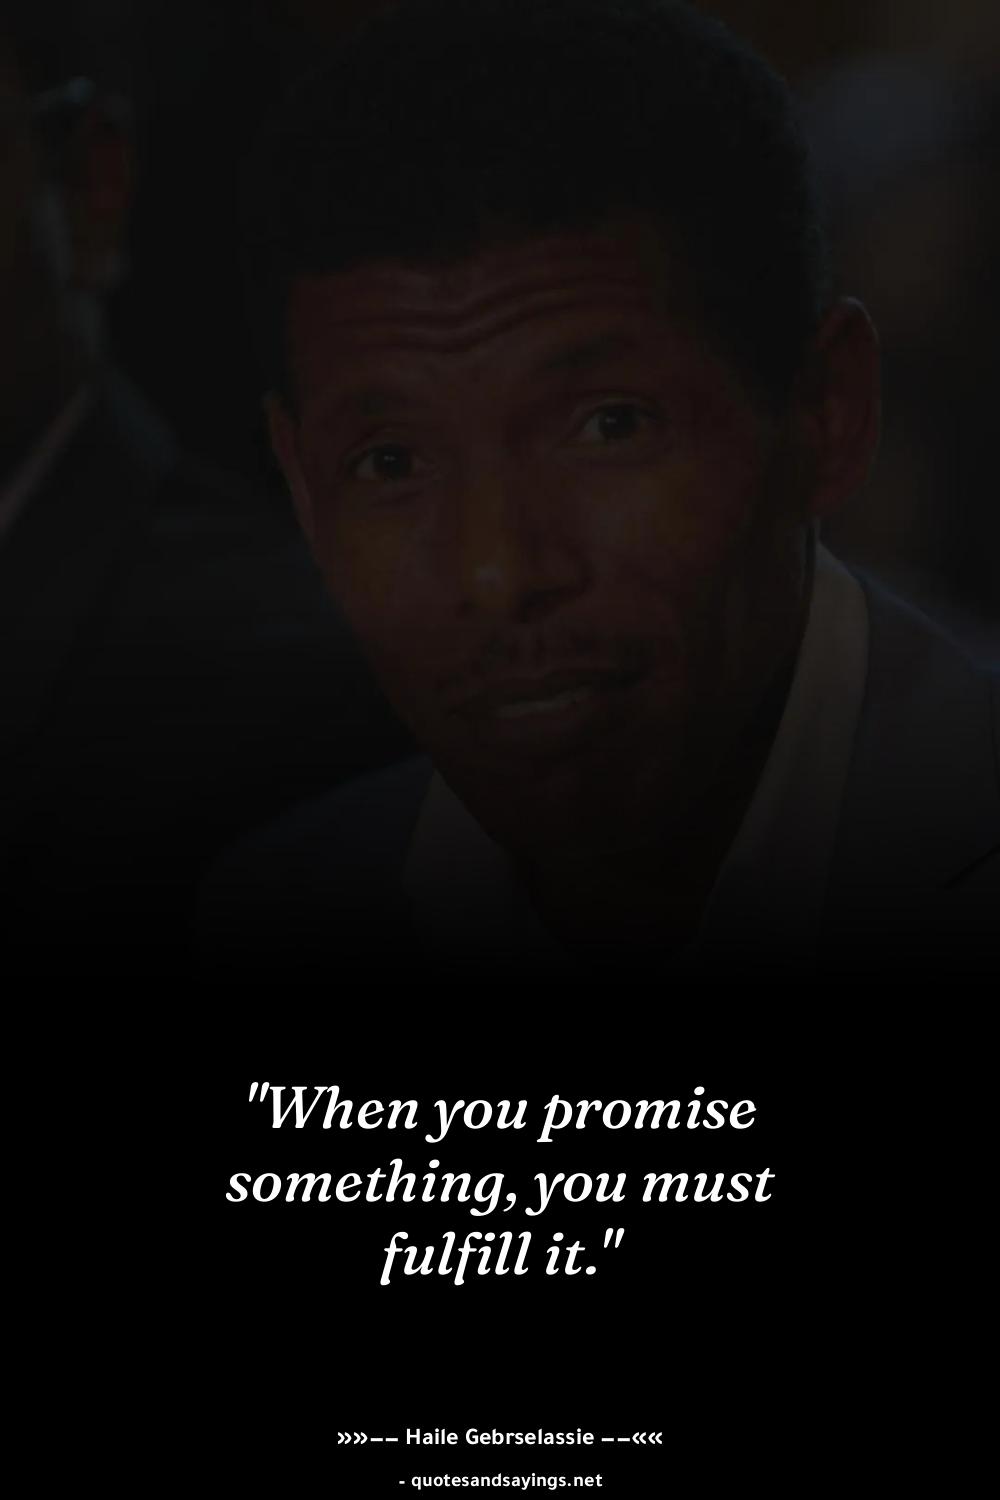 "When you promise
something, you must
fulfill it."
»»−− Haile Gebrselassie −−««
- quotesandsayings.net